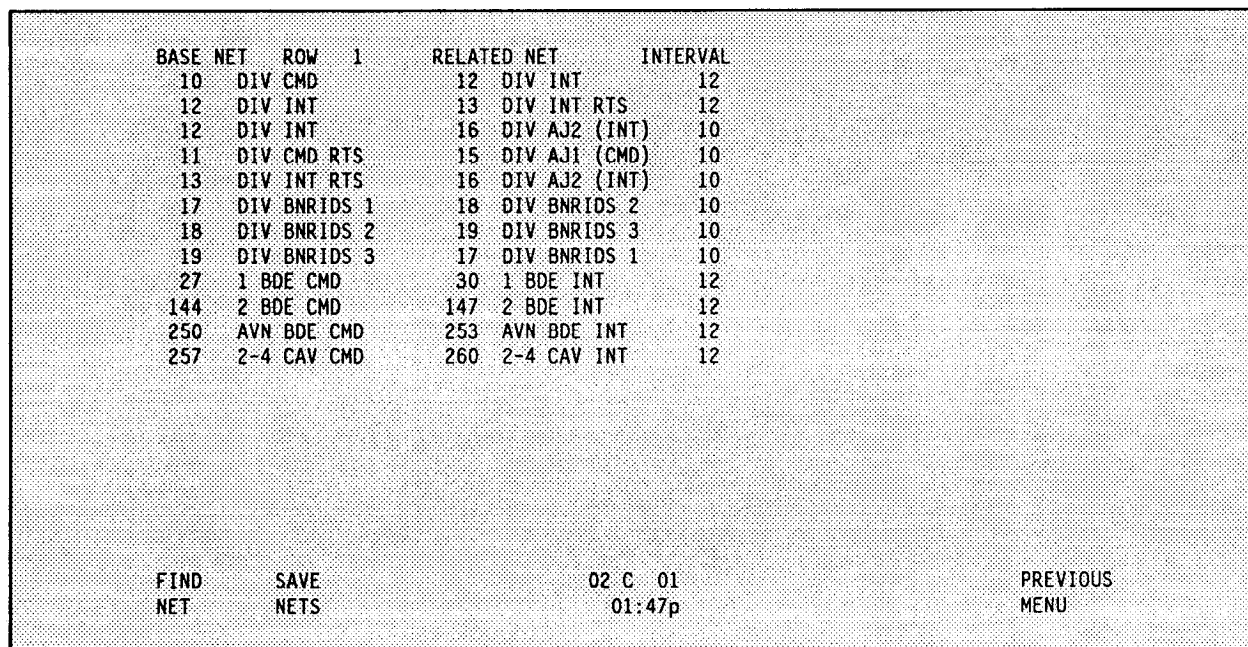 BASE NET ROW 1 RELATED NET INTERVAL
10 DIV CMD 12 DIV INT 12
12 DIV INT 13 DIV INT RTS 12
12 DIV INT 16 DIV AJ2 (INT) 10
11 DIV CMD RTS 15 DIV AJ1 (CMD) 10
13 DIV INT RTS 16 DIV AJ2 (INT) 10
17 DIV BNRIDS 1 18 DIV BNRIDS 2 10
18 DIV BNRIDS 2 19 DIV BNRIDS 3 10
19 DIV BNRIDS 3 17 DIV BNRIDS 1 10
27 1 BDE CMD 30 1 BDE INT 12
144 2 BDE CMD 147 2 BDE INT 12
250 AVN BDE CMD 253 AVN BDE INT 12
257 2-4 CAV CMD 260 2-4 CAV INT 12
FIND SAVE 02 C 01 PREVIOUS
NET NETS 01:47p MENU